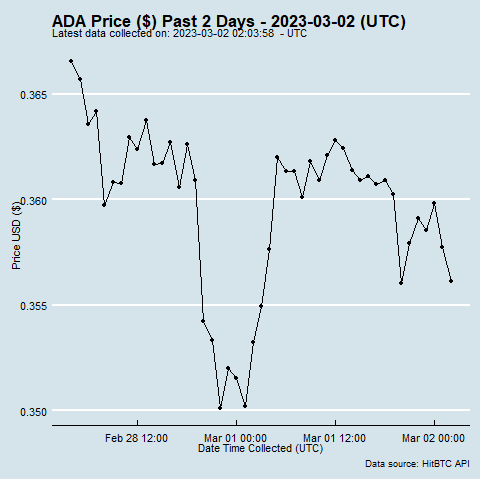 ADA Price ($) Past 2 Days - 2023-03-02 (UTC)
Latest data collected on: 2023-03-02 02:03:58  - UTC
0.365
0.360
0.355
0.350
Price USD ($)
Feb 28 12:00
Mar 01 00:00
Mar 01 12:00
Mar 02 00:00
Date Time Collected (UTC)
Data source: HitBTC API